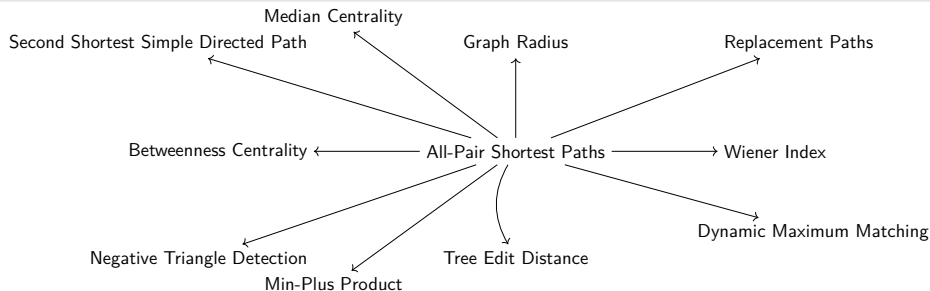 Median Centrality
Second Shortest Simple Directed Path
Graph Radius
Replacement Paths
Betweenness Centrality
All-Pair Shortest Paths
Wiener Index
Dynamic Maximum Matching
Negative Triangle Detection
Tree Edit Distance
Min-Plus Product